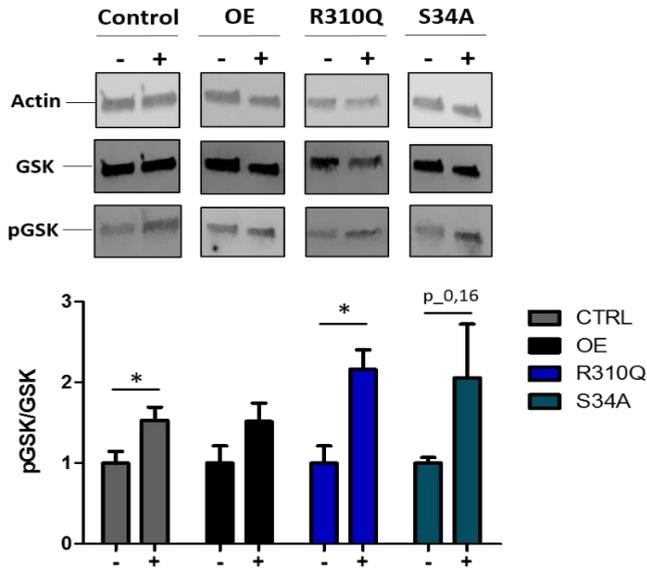 Control OE R310Q S34A
- + - + - + - +
Actin
GSK
pGSK
p_0,16
* *
3
2
1
0
pGSK/GSK
- + - + - + - +
CTRL
OE
R310Q
S34A